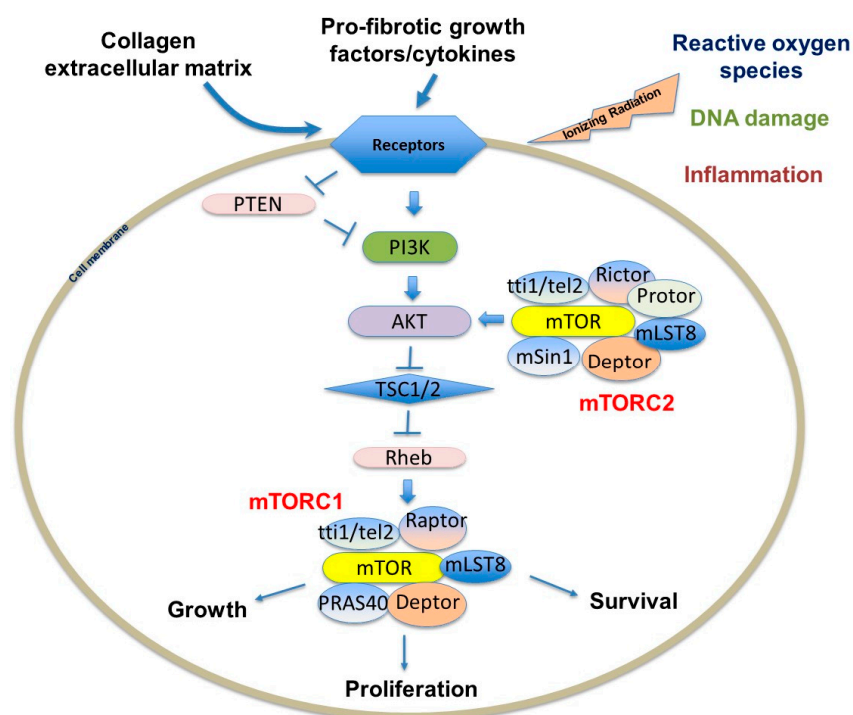 Collagen
extracellular matrix
Pro-fibrotic growth
factors/cytokines
Reactive oxygen
species
Ionizing Radiation
DNA damage
Inflammation
Receptors
PTEN
Cell membrane
PI3K
AKT
tti1/tel2
Rictor
Protor
mTOR
mLST8
mSin1
Deptor
mTORC2
TSC1/2
Rheb
mTORC1
tti1/tel2
Raptor
mTOR
mLST8
PRAS40
Deptor
Growth
Survival
Proliferation